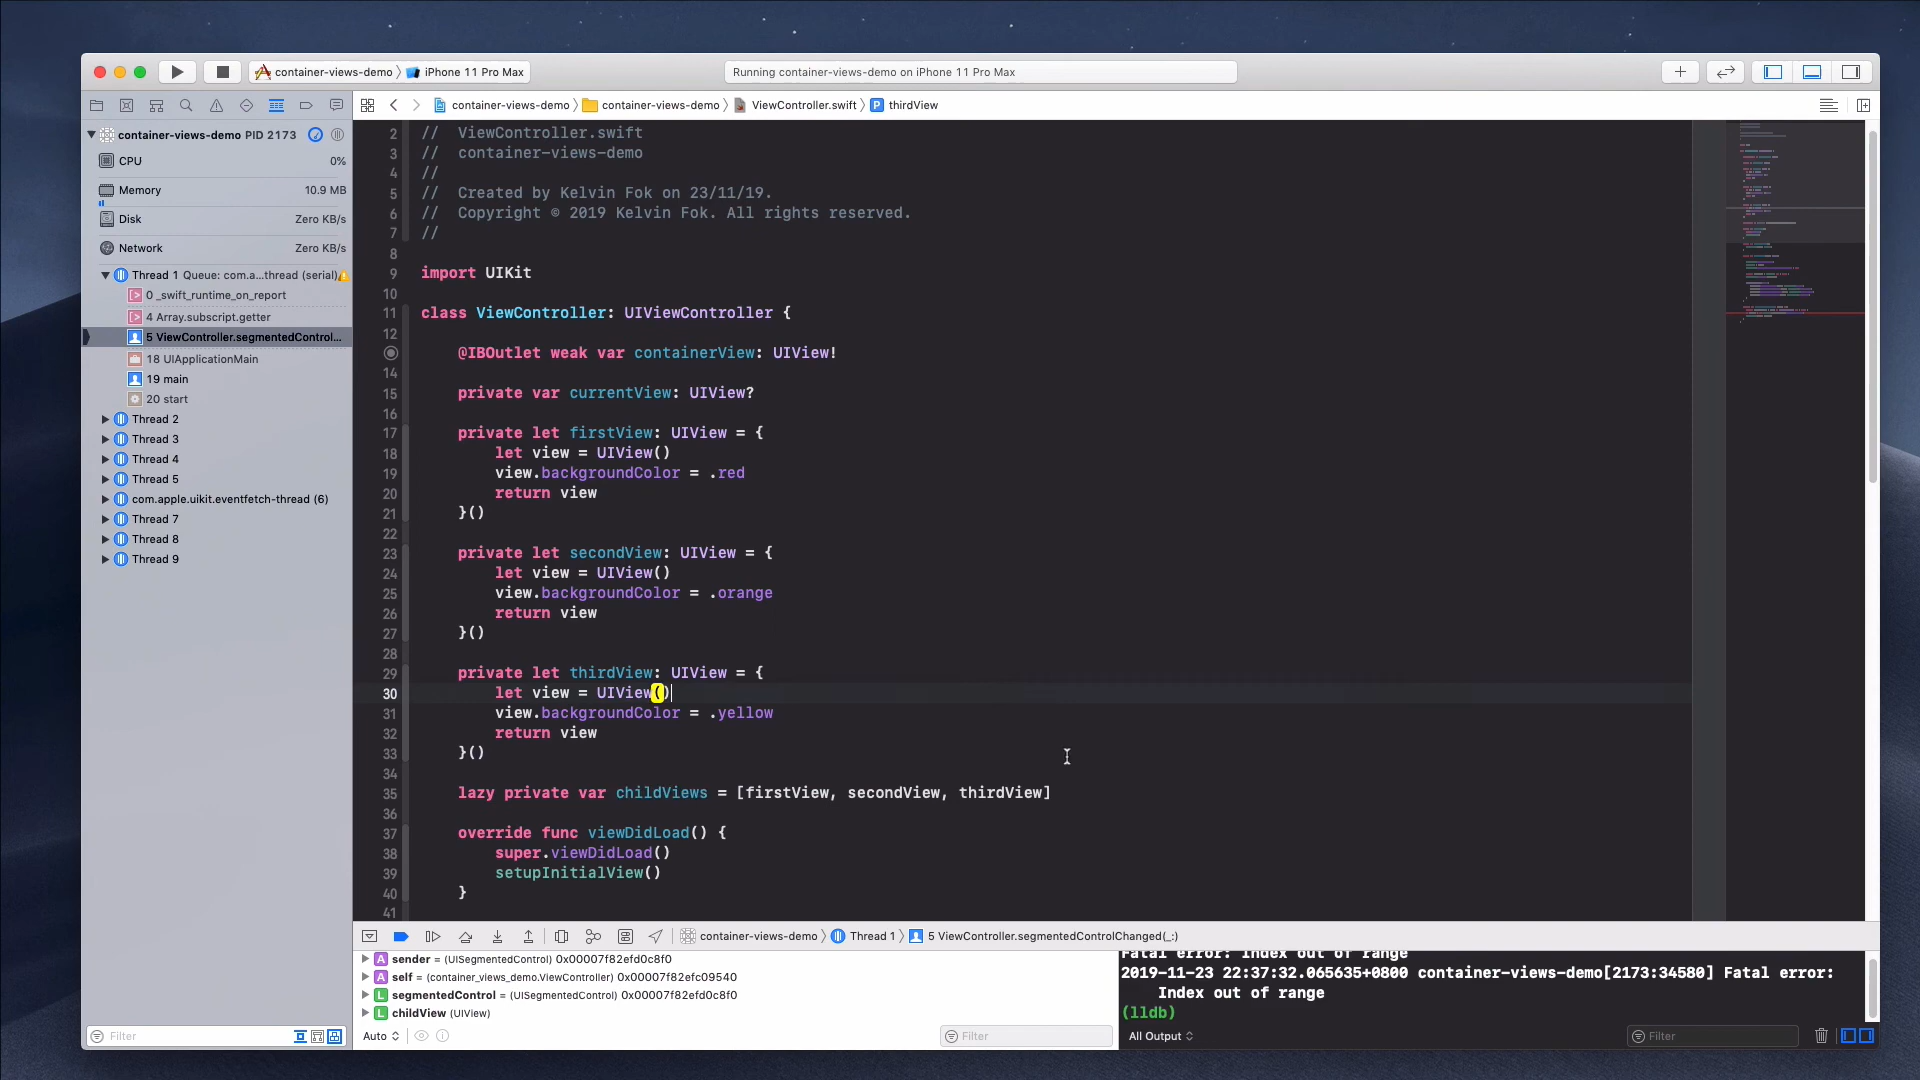 container-views-demo
iPhone 11 Pro Max
Running container-views-demo on iPhone 11 Pro Max
container-views-demo
container-views-demo
ViewController.swift
P
thirdView
container-views-demo PID 2173
CPU
0%
Memory
10.9 MB
Disk
Zero KB/s
Network
Zero KB/s
Thread 1 Queue: com.a...thread (serial)
0 _swift_runtime_on_report
4 Array.subscript.getter
5 ViewController.segmentedControl...
18 UIApplicationMain
19 main
20 start
Thread 2
Thread 3
Thread 4
Thread 5
com.apple.uikit.eventfetch-thread (6)
Thread 7
Thread 8
Thread 9
Filter
2 // ViewController.swift
3 // container-views-demo
4 //
5 // Created by Kelvin Fok on 23/11/19.
6 // Copyright © 2019 Kelvin Fok. All rights reserved.
7 //
8
9 import UIKit
10
11 class ViewController: UIViewController {
12
@IBOutlet weak var containerView: UIView!
14
15 private var currentView: UIView?
16
17 private let firstView: UIView = {
18 let view = UIView()
19 view.backgroundColor = .red
20 return view
21 }()
22
23 private let secondView: UIView = {
24 let view = UIView()
25 view.backgroundColor = .orange
26 return view
27 }()
28
29 private let thirdView: UIView = {
30 let view = UIView()
31 view.backgroundColor = .yellow
32 return view
33 }()
34
35 lazy private var childViews = [firstView, secondView, thirdView]
36
37 override func viewDidLoad() {
38 super.viewDidLoad()
39 setupInitialView()
40 }
41
container-views-demo
Thread 1
5 ViewController.segmentedControlChanged(_:)
A sender = (UISegmentedControl) 0x00007f82efd0c8f0
A self = (container_views_demo.ViewController) 0x00007f82efc09540
L segmentedControl = (UISegmentedControl) 0x00007f82efd0c8f0
L childView (UIView)
Auto
Filter
Fatal error: Index out of range
2019-11-23 22:37:32.065635+0800 container-views-demo[2173:34580] Fatal error:
Index out of range
(lldb)
All Output
Filter